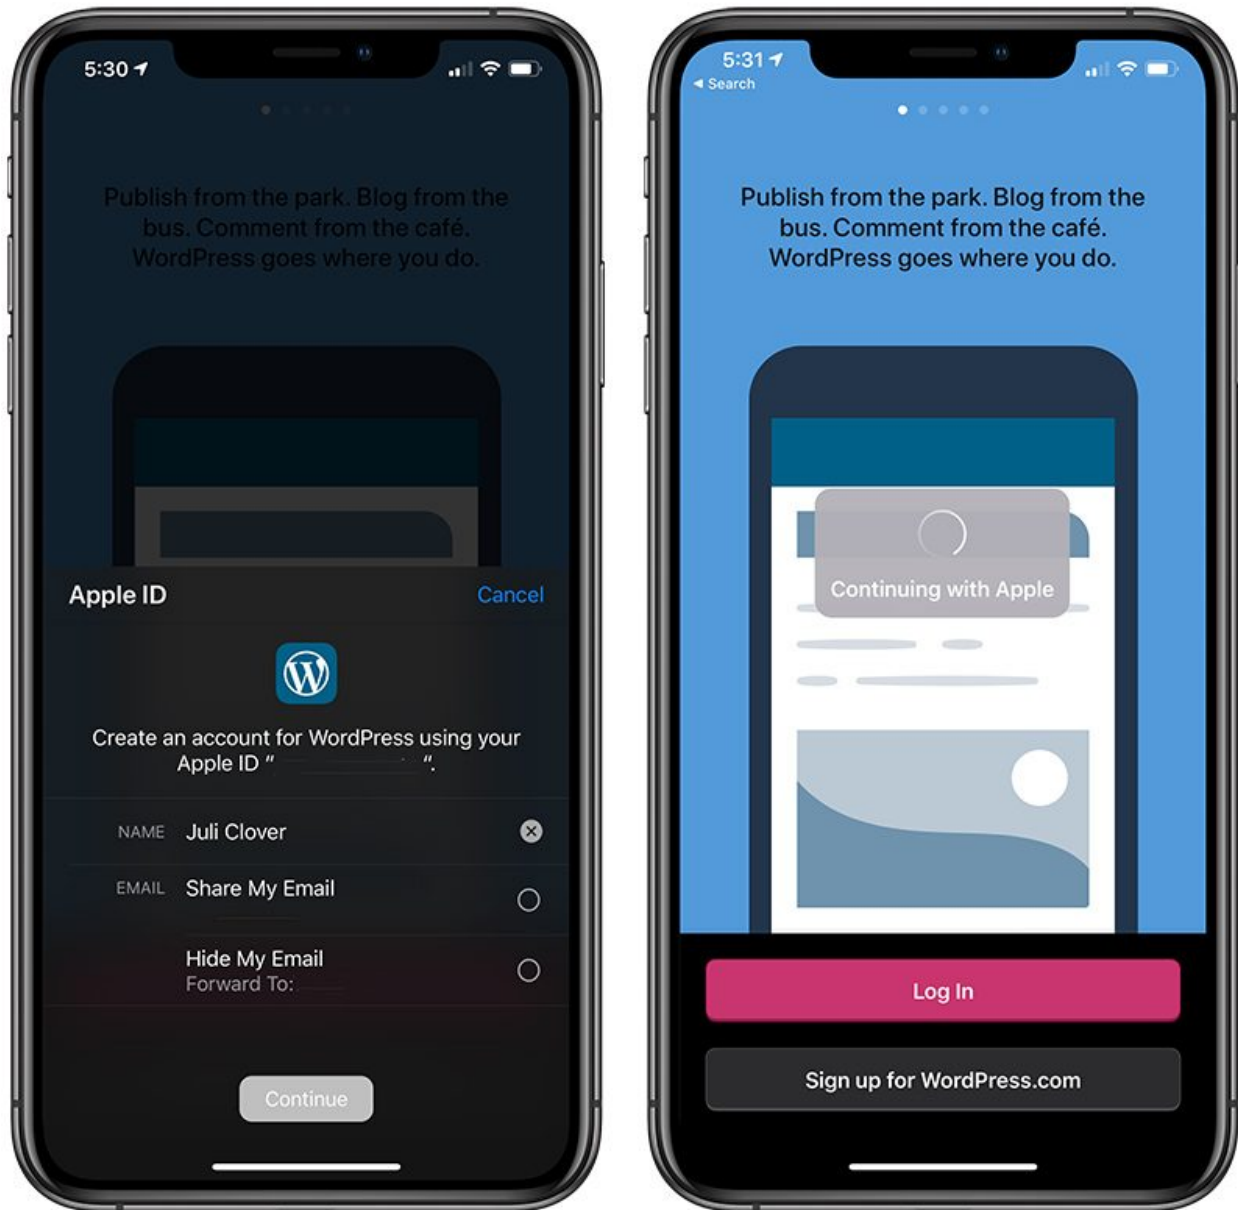 5:30
Publish from the park. Blog from the
bus. Comment from the café.
WordPress goes where you do.
Apple ID
Cancel
W
Create an account for WordPress using your
Apple ID “ “.
NAME Juli Clover
EMAIL Share My Email
Hide My Email
Forward To:
Continue
5:31
Search
Publish from the park. Blog from the
bus. Comment from the café.
WordPress goes where you do.
Continuing with Apple
Log In
Sign up for WordPress.com